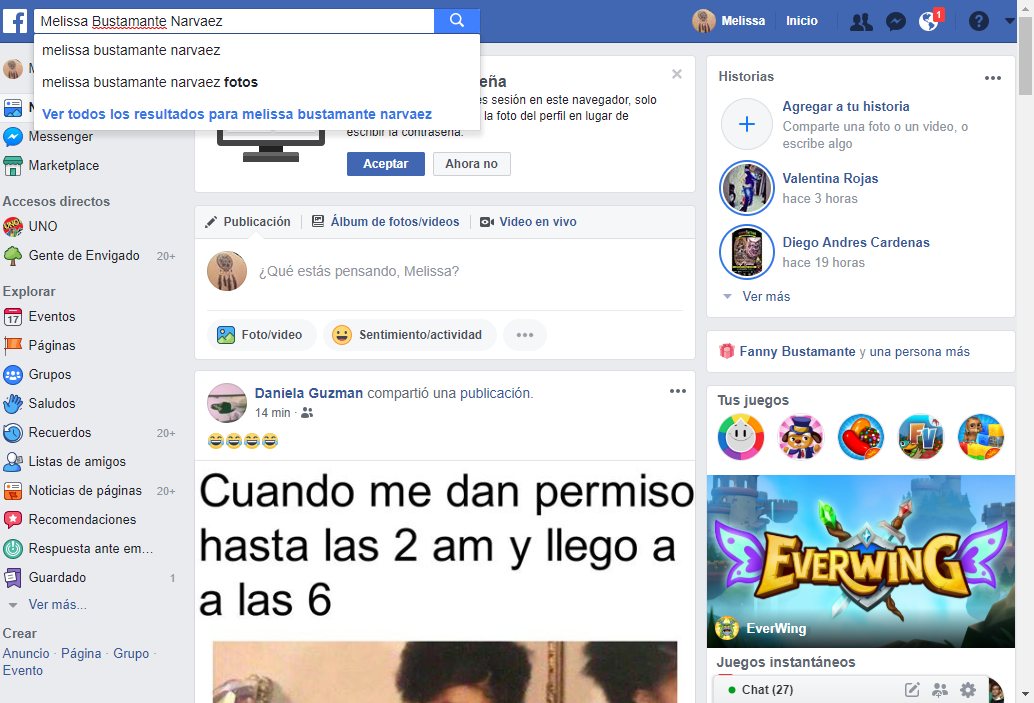 Melissa Bustamante Narvaez
Melissa
Inicio
1
melissa bustamante narvaez
melissa bustamante narvaez fotos
Ver todos los resultados para melissa bustamante narvaez
Messenger
Marketplace
Accesos directos
UNO
Gente de Envigado 20+
Explorar
17 Eventos
Páginas
Grupos
Saludos
Recuerdos 20+
Listas de amigos
Noticias de páginas 20+
Recomendaciones
Respuesta ante em...
Guardado 1
Ver más...
Crear
Anuncio · Página · Grupo ·
Evento
sesión en este navegador, solo
la foto del perfil en lugar de
escribir la contraseña.
Aceptar
Ahora no
Publicación
Álbum de fotos/videos
Video en vivo
¿Qué estás pensando, Melissa?
Foto/video
Sentimiento/actividad
Daniela Guzman compartió una publicación.
14 min ·
Cuando me dan permiso
hasta las 2 am y llego a
a las 6
Historias
Agregar a tu historia
Comparte una foto o un video, o
escribe algo
Valentina Rojas
hace 3 horas
Diego Andres Cardenas
hace 19 horas
Ver más
Fanny Bustamante y una persona más
Tus juegos
FV
EVERWING
EverWing
Juegos instantáneos
Chat (27)